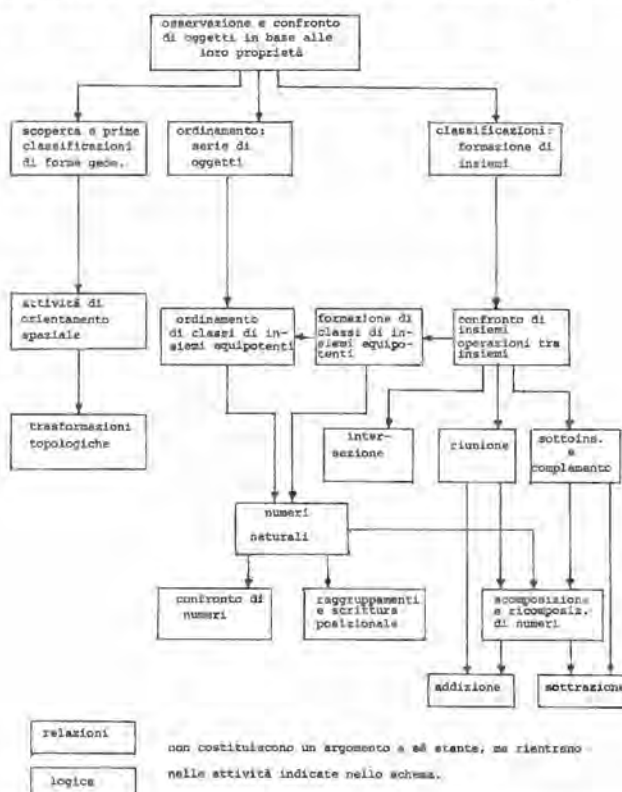 osservazione e confronto
di oggetti in base alle
loro proprietà
scoperta e prime
classificazioni
di forme geom.
ordinamento:
serie di
oggetti
classificazioni:
formazione di
insiemi
attività di
orientamento
spaziale
ordinamento
di classi di in-
siemi equipotenti
formazione di
classi di in-
siemi equipo-
tenti
confronto di
insiemi
operazioni tra
insiemi
trasformazioni
topologiche
inter-
sezione
riunione
sottoins.
e
complemento
numeri
naturali
confronto di
numeri
raggruppamenti
e scrittura
posizionale
scomposizione
e ricomposiz.
di numeri
addizione
sottrazione
relazioni
logica
non costituiscono un argomento a sé stante, ma rientrano
nelle attività indicate nello schema.